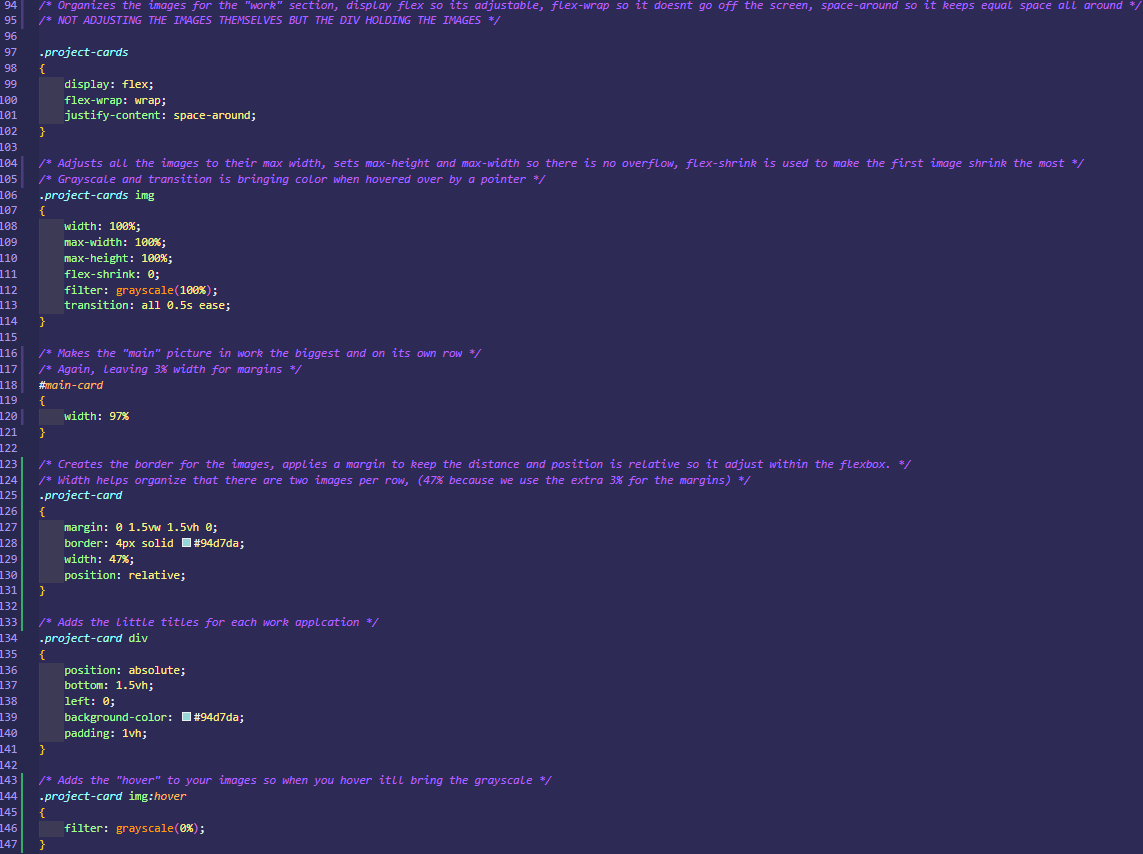 94 /* Organizes the images for the "work" section, display flex so its adjustable, flex-wrap so it doesnt go off the screen, space-around so it keeps equal space all around */
95 /* NOT ADJUSTING THE IMAGES THEMSELVES BUT THE DIV HOLDING THE IMAGES */
96
97 .project-cards
98 {
99 display: flex;
100 flex-wrap: wrap;
101 justify-content: space-around;
102 }
103
104 /* Adjusts all the images to their max width, sets max-height and max-width so there is no overflow, flex-shrink is used to make the first image shrink the most */
105 /* Grayscale and transition is bringing color when hovered over by a pointer */
106 .project-cards img
107 {
108 width: 100%;
109 max-width: 100%;
110 max-height: 100%;
111 flex-shrink: 0;
112 filter: grayscale(100%);
113 transition: all 0.5s ease;
114 }
115
116 /* Makes the "main" picture in work the biggest and on its own row */
117 /* Again, leaving 3% width for margins */
118 #main-card
119 {
120 width: 97%
121 }
122
123 /* Creates the border for the images, applies a margin to keep the distance and position is relative so it adjust within the flexbox. */
124 /* Width helps organize that there are two images per row, (47% because we use the extra 3% for the margins) */
125 .project-card
126 {
127 margin: 0 1.5vw 1.5vh 0;
128 border: 4px solid #94d7da;
129 width: 47%;
130 position: relative;
131 }
132
133 /* Adds the little titles for each work applcation */
134 .project-card div
135 {
136 position: absolute;
137 bottom: 1.5vh;
138 left: 0;
139 background-color: #94d7da;
140 padding: 1vh;
141 }
142
143 /* Adds the "hover" to your images so when you hover itll bring the grayscale */
144 .project-card img:hover
145 {
146 filter: grayscale(0%);
147 }